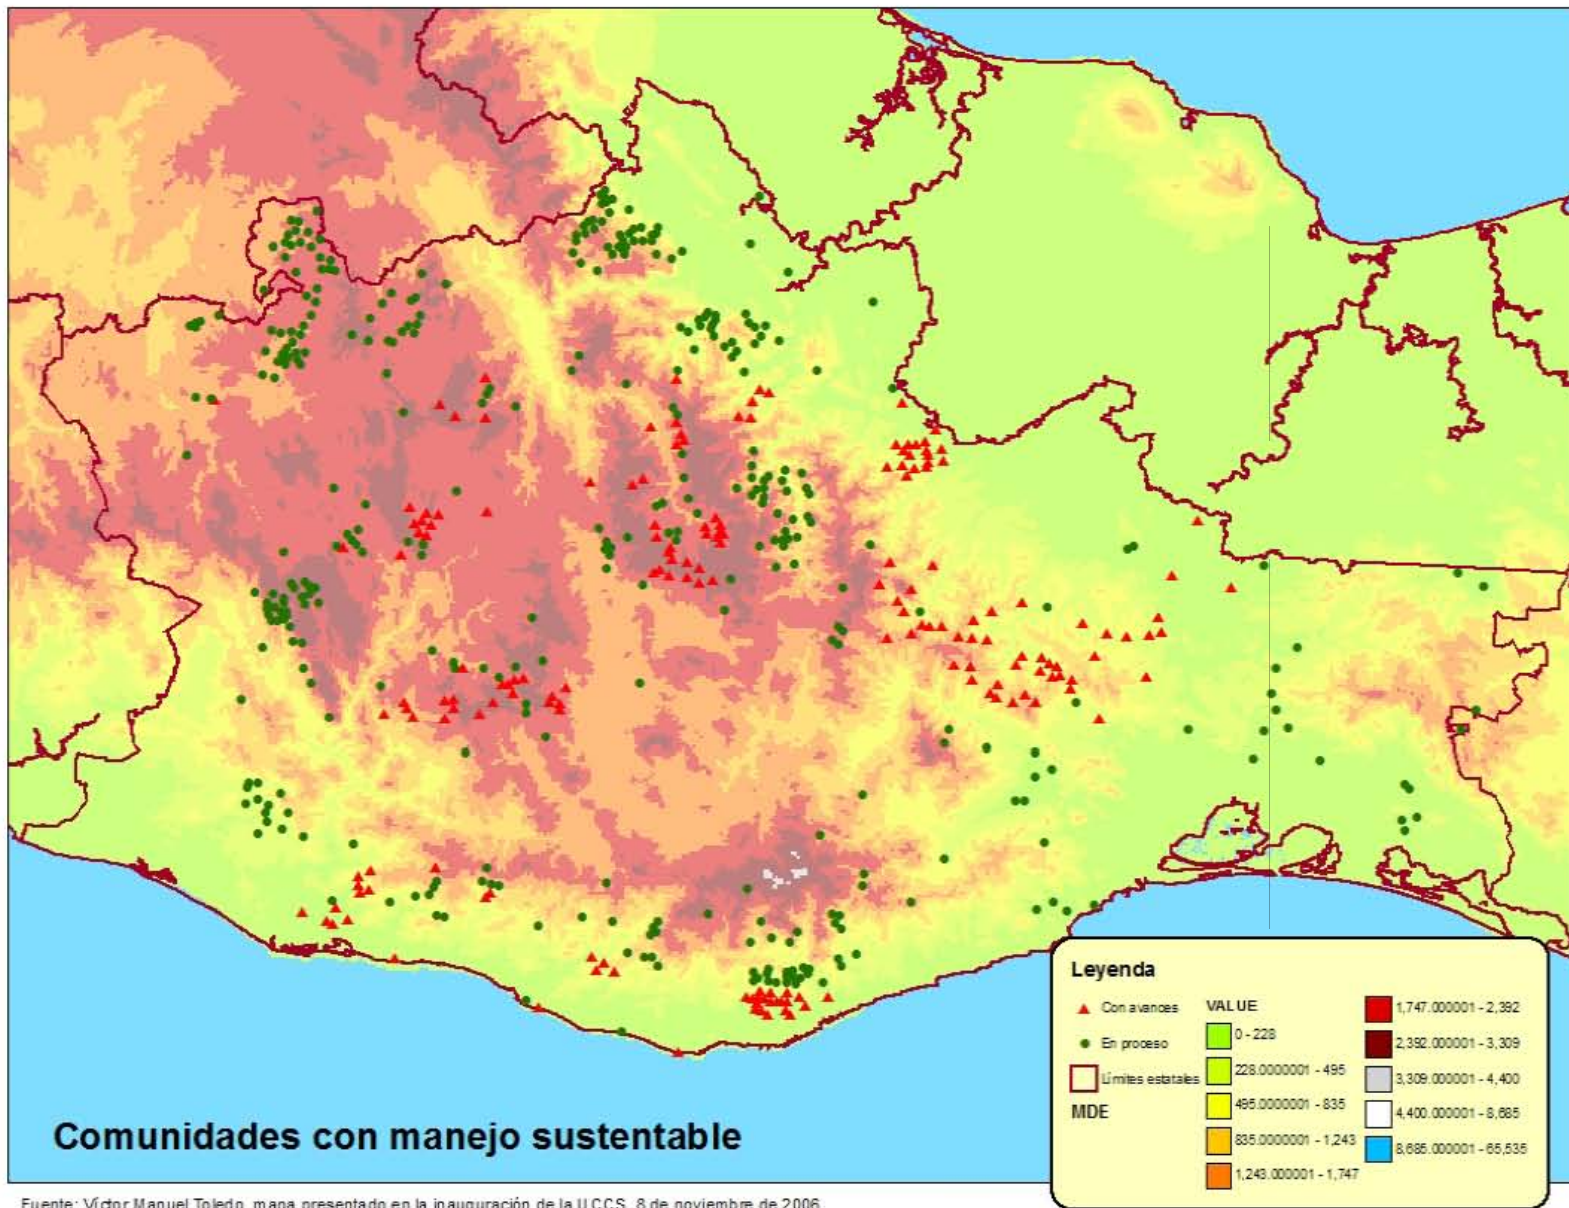 Leyenda
Con avances
En proceso
Límites estatales
MDE
VALUE
0 - 228
228.0000001 - 495
495.0000001 - 835
835.0000001 - 1,243
1,243.000001 - 1,747
1,747.000001 - 2,392
2,392.000001 - 3,309
3,309.000001 - 4,400
4,400.000001 - 8,685
8,685.000001 - 65,535
Comunidades con manejo sustentable
Fuente: Víctor Manuel Toledo, mapa presentado en la inauguración de la UCCS, 8 de noviembre de 2006